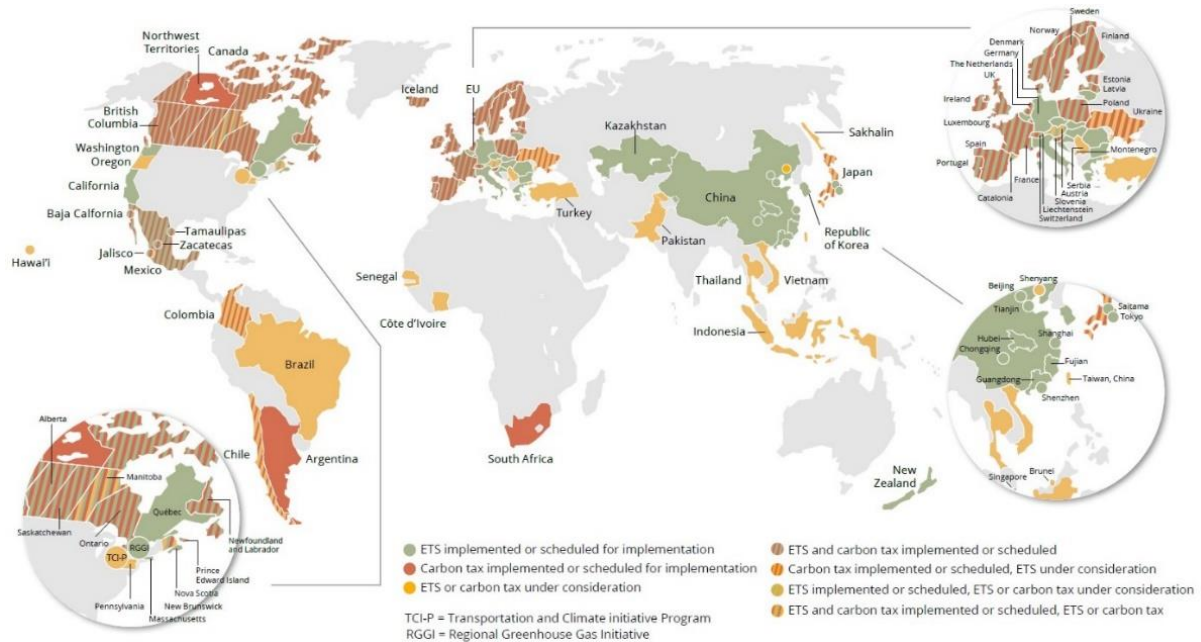 Northwest
Territories
Canada
British
Columbia
Washington
Oregon
California
Baja Calfornia
Hawai'i
Jalisco
Mexico
Tamaulipas
Zacatecas
Colombia
Brazil
Chile
Argentina
Iceland
EU
Kazakhstan
China
Sakhalin
Japan
Republic
of Korea
Turkey
Pakistan
Senegal
Côte d'Ivoire
Thailand
Vietnam
Indonesia
South Africa
New
Zealand
Sweden
Norway
Finland
Denmark
Germany
The Netherlands
UK
Ireland
Luxembourg
Spain
Portugal
Catalonia
France
Switzerland
Liechtenstein
Slovenia
Austria
Serbia
Montenegro
Ukraine
Poland
Estonia
Latvia
Beijing
Shenyang
Tianjin
Saitama
Tokyo
Hubei
Shanghai
Chongqing
Fujian
Guangdong
Taiwan, China
Shenzhen
Singapore
Brunei
Alberta
Manitoba
Québec
Saskatchewan
Ontario
RGGI
TCI-P
Newfoundland
and Labrador
Prince
Edward Island
Nova Scotia
New Brunswick
Massachusetts
Pennsylvania
ETS implemented or scheduled for implementation
Carbon tax implemented or scheduled for implementation
ETS or carbon tax under consideration
TCI-P = Transportation and Climate initiative Program
RGGI = Regional Greenhouse Gas Initiative
ETS and carbon tax implemented or scheduled
Carbon tax implemented or scheduled, ETS under consideration
ETS implemented or scheduled, ETS or carbon tax under consideration
ETS and carbon tax implemented or scheduled, ETS or carbon tax